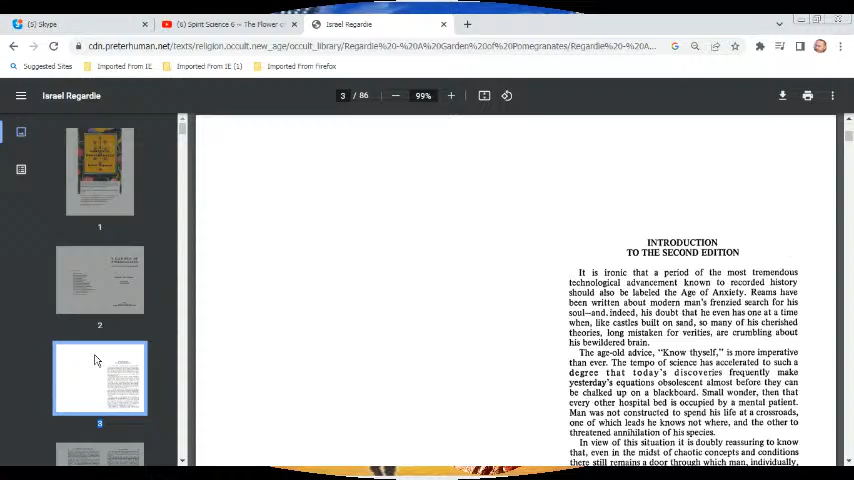 (5) Skype
(6) Spirit Science 6 ~ The Flower of
Israel Regardie
cdn.preterhuman.net/texts/religion.occult.new_age/occult_library/Regardie%20-%20A%20Garden%20of%20Pomegranates/Regardie%20-%20A...
Suggested Sites
Imported From IE
Imported From IE (1)
Imported From Firefox
Israel Regardie
3 / 86
99%
1
2
3
INTRODUCTION
TO THE SECOND EDITION
It is ironic that a period of the most tremendous
technological advancement known to recorded history
should also be labeled the Age of Anxiety. Reams have
been written about modern man's frenzied search for his
soul—and, indeed, his doubt that he even has one at a time
when, like castles built on sand, so many of his cherished
theories, long mistaken for verities, are crumbling about
his bewildered brain.
The age-old advice, "Know thyself," is more imperative
than ever. The tempo of science has accelerated to such a
degree that today's discoveries frequently make
yesterday's equations obsolescent almost before they can
be chalked up on a blackboard. Small wonder, then that
every other hospital bed is occupied by a mental patient.
Man was not constructed to spend his life at a crossroads,
one of which leads he knows not where, and the other to
threatened annihilation of his species.
In view of this situation it is doubly reassuring to know
that, even in the midst of chaotic concepts and conditions
there still remains a door through which man, individually,